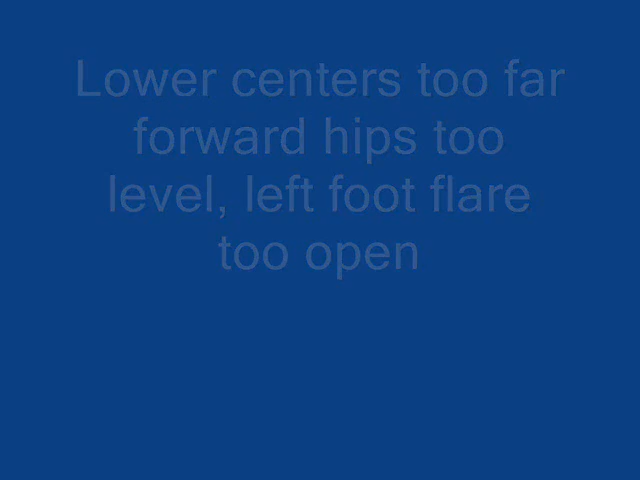 Lower centers too far
forward hips too
level, left foot flare
too open